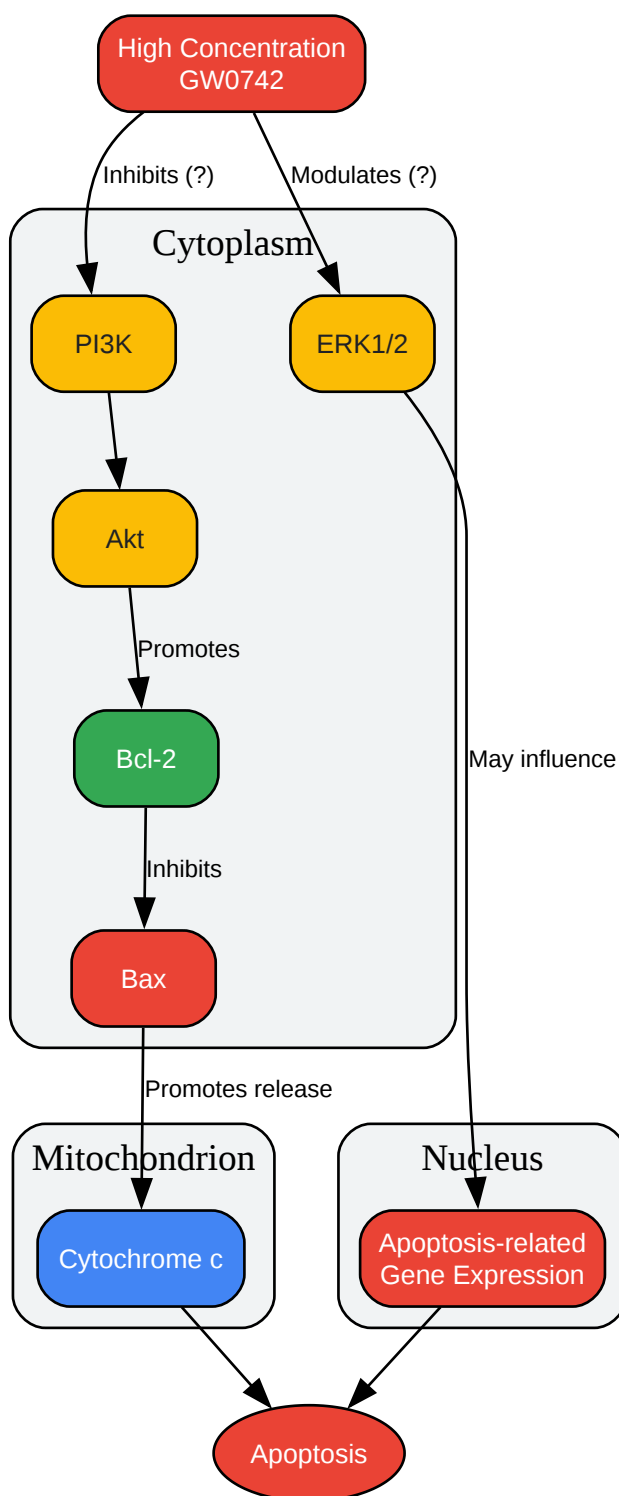 High Concentration
GW0742
Inhibits (?)
Modulates (?)
Cytoplasm
PI3K
ERK1/2
Akt
Promotes
Bcl-2
May influence
Inhibits
Bax
Promotes release
Mitochondrion
Nucleus
Cytochrome c
Apoptosis-related
Gene Expression
Apoptosis